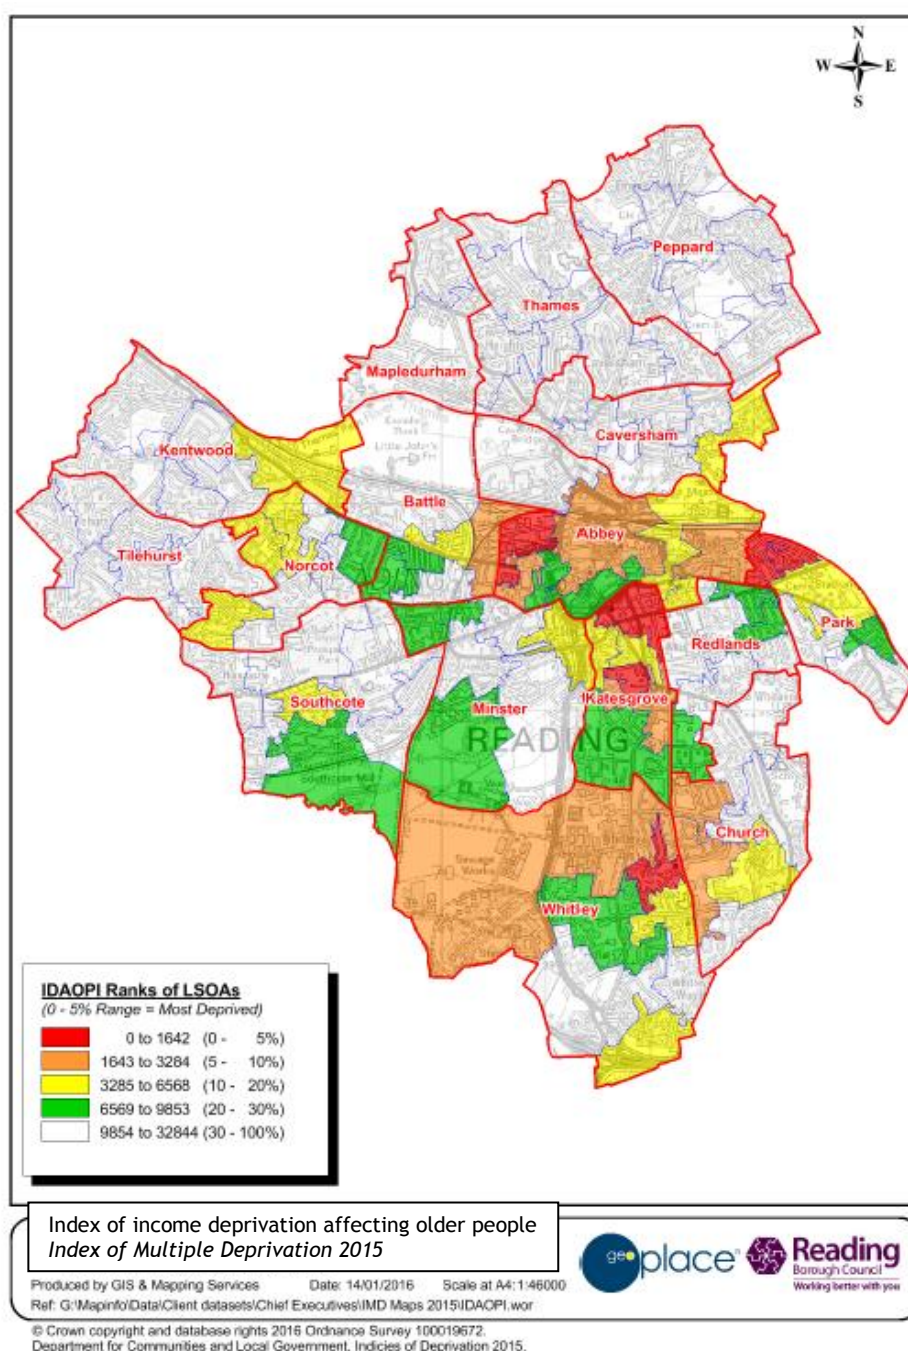 N
W E
S
Peppard
Thames
Mapledurham
Caversham
Kentwood
Battle
Abbey
Tilehurst
Norcot
Park
Redlands
Southcote
Minster
Katesgrove
READING
Sewage
Works
Church
Whitley
IDAOPI Ranks of LSOAs
(0 - 5% Range = Most Deprived)
0 to 1642 (0 - 5%)
1643 to 3284 (5 - 10%)
3285 to 6568 (10 - 20%)
6569 to 9853 (20 - 30%)
9854 to 32844 (30 - 100%)
Index of income deprivation affecting older people
Index of Multiple Deprivation 2015
geoplace
Reading
Borough Council
Working better with you
Produced by GIS & Mapping Services Date: 14/01/2016 Scale at A4: 1:46000
Ref: G:\Mapinfo\Data\Client datasets\Chief Executives\IMD Maps 2015\IDAOPI.wor
© Crown copyright and database rights 2016 Ordnance Survey 100019672.
Department for Communities and Local Government, Indicies of Deprivation 2015.